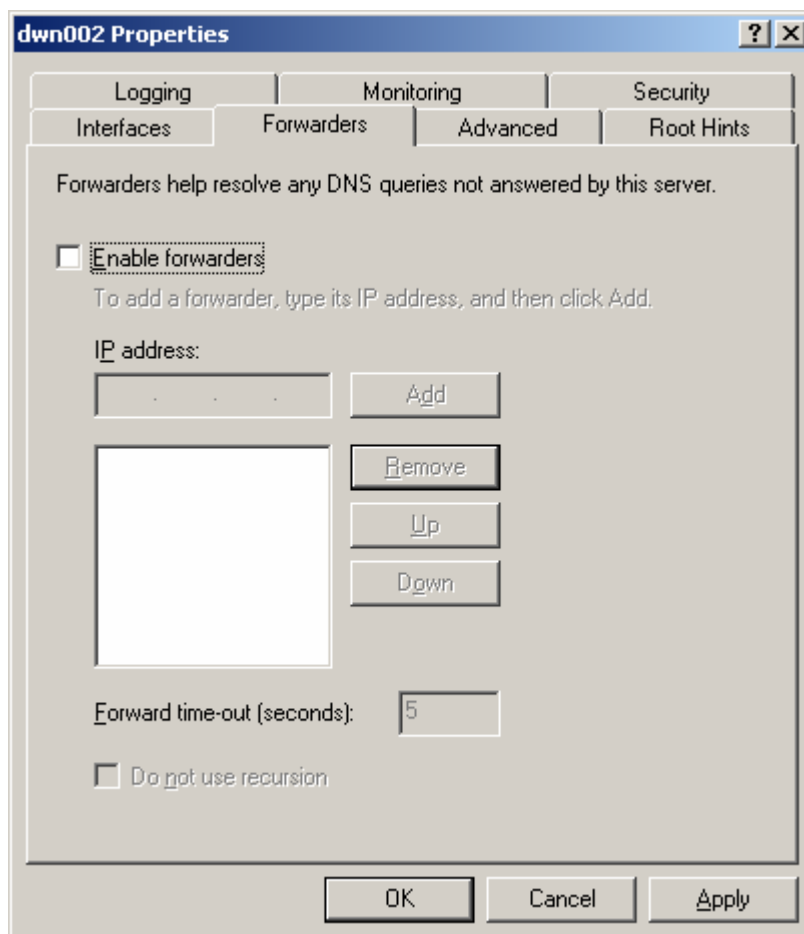 dwn002 Properties
Logging Monitoring Security
Interfaces Forwarders Advanced Root Hints
Forwarders help resolve any DNS queries not answered by this server.
Enable forwarders
To add a forwarder, type its IP address, and then click Add.
IP address:
. . . Add
Remove
Up
Down
Forward time-out (seconds): 5
Do not use recursion
OK Cancel Apply